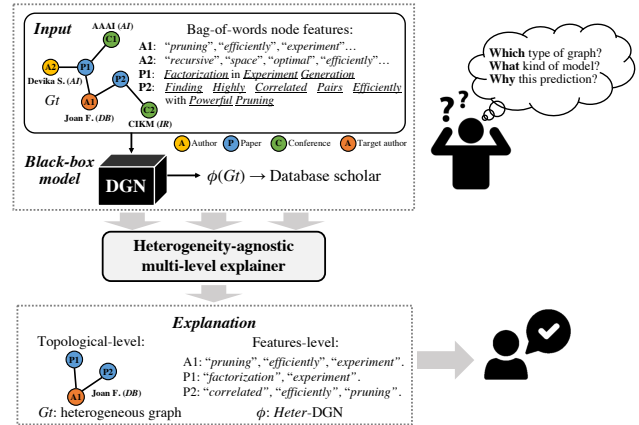 Input
AAAI (AI)
C1
A2
P1
Devika S. (AI)
P2
Gt
A1
Joan F. (DB)
C2
CIKM (IR)
Bag-of-words node features:
A1: “pruning”, “efficiently”, “experiment”…
A2: “recursive”, “space”, “optimal”, “efficiently”…
P1: Factorization in Experiment Generation
P2: Finding Highly Correlated Pairs Efficiently
with Powerful Pruning
A Author P Paper C Conference A Target author
Black-box
model
DGN
ϕ(Gt) → Database scholar
Which type of graph?
What kind of model?
Why this prediction?
??
Heterogeneity-agnostic
multi-level explainer
Explanation
Topological-level:
P1
P2
A1
Joan F. (DB)
Gt: heterogeneous graph
Features-level:
A1: “pruning”, “efficiently”, “experiment”.
P1: “factorization”, “experiment”.
P2: “correlated”, “efficiently”, “pruning”.
ϕ: Heter-DGN